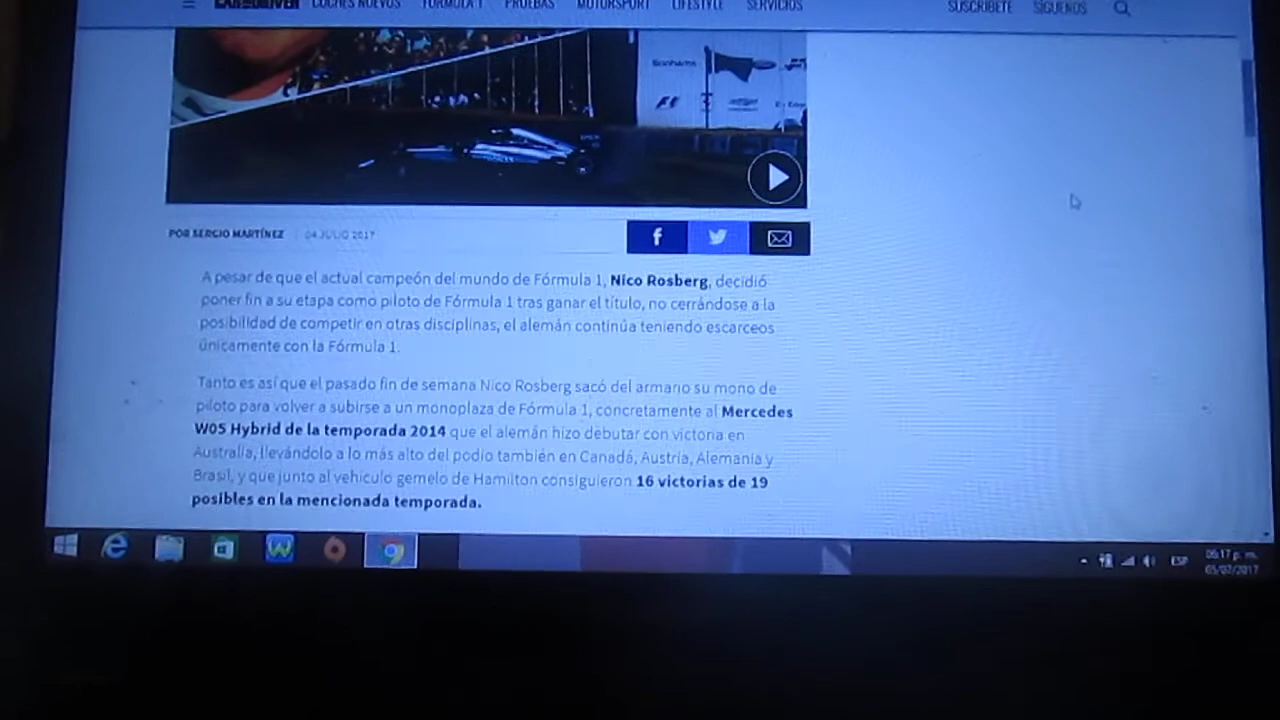 CAR AND DRIVER COCHES NUEVOS FÓRMULA 1 PRUEBAS MOTORSPORT LIFESTYLE SERVICIOS SUSCRÍBETE SÍGUENOS
Bonhams
F1
POR SERGIO MARTÍNEZ | 04 JULIO 2017
A pesar de que el actual campeón del mundo de Fórmula 1, Nico Rosberg, decidió
poner fin a su etapa como piloto de Fórmula 1 tras ganar el título, no cerrándose a la
posibilidad de competir en otras disciplinas, el alemán continúa teniendo escarceos
únicamente con la Fórmula 1.
Tanto es así que el pasado fin de semana Nico Rosberg sacó del armario su mono de
piloto para volver a subirse a un monoplaza de Fórmula 1, concretamente al Mercedes
W05 Hybrid de la temporada 2014 que el alemán hizo debutar con victoria en
Australia, llevándolo a lo más alto del podio también en Canadá, Austria, Alemania y
Brasil, y que junto al vehículo gemelo de Hamilton consiguieron 16 victorias de 19
posibles en la mencionada temporada.
ESP
06:17 p. m.
05/07/2017